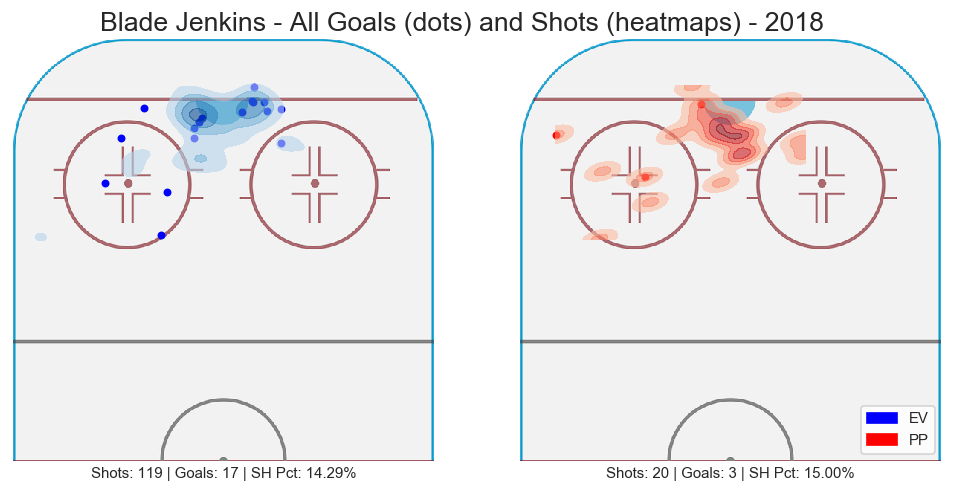 Blade Jenkins - All Goals (dots) and Shots (heatmaps) - 2018
EV
PP
Shots: 119 | Goals: 17 | SH Pct: 14.29%
Shots: 20 | Goals: 3 | SH Pct: 15.00%